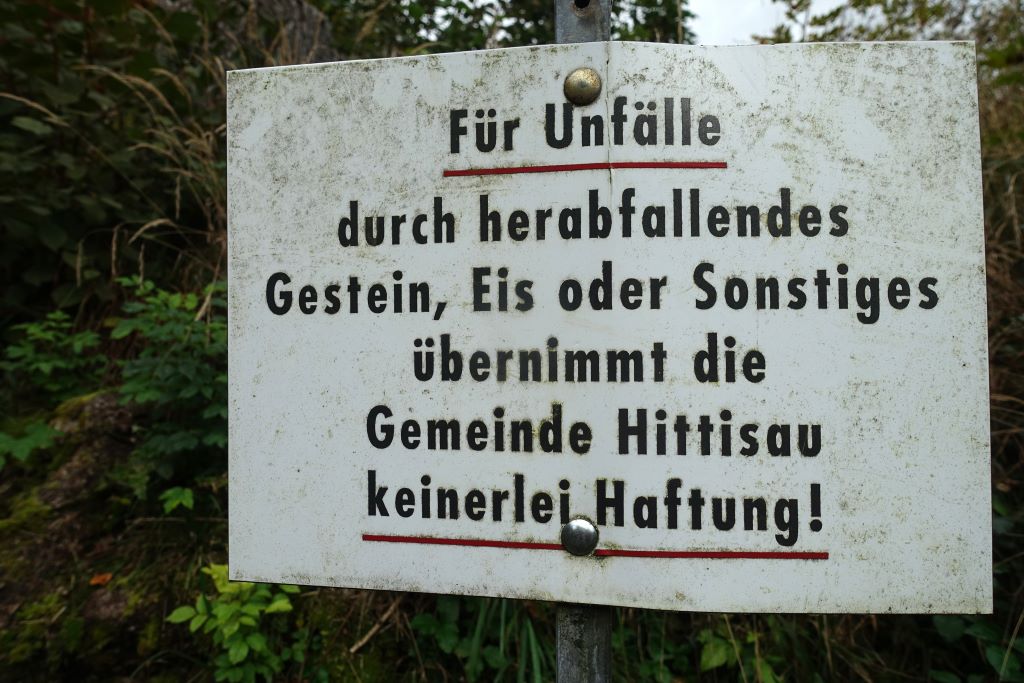 Für Unfälle
durch herabfallendes
Gestein, Eis oder Sonstiges
übernimmt die
Gemeinde Hittisau
keinerlei Haftung!